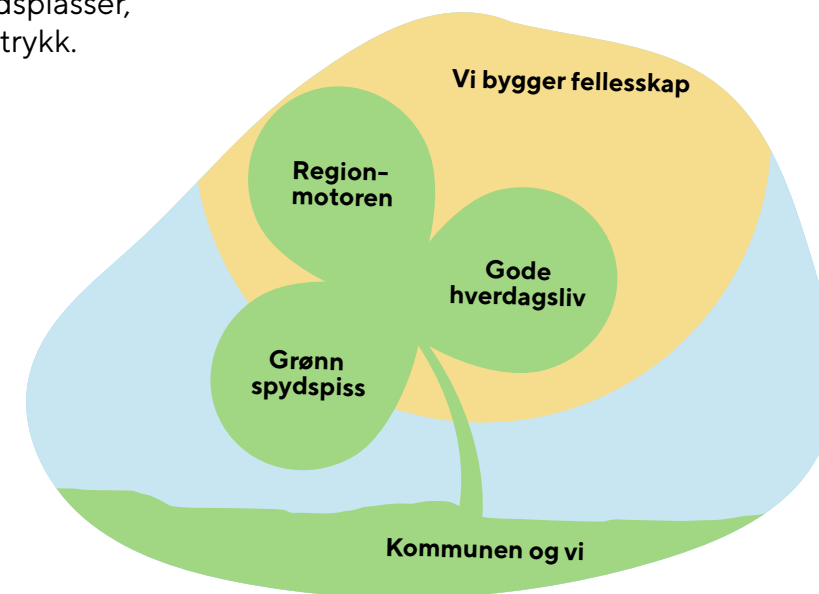 dsplasser,
trykk.
Vi bygger fellesskap
Region-
motoren
Gode
hverdagsliv
Grønn
spydspiss
Kommunen og vi